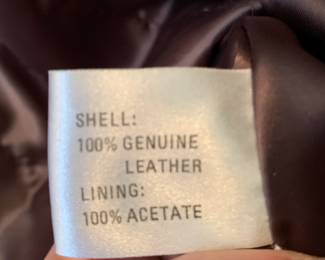 SHELL:
100% GENUINE
LEATHER
LINING:
100% ACETATE